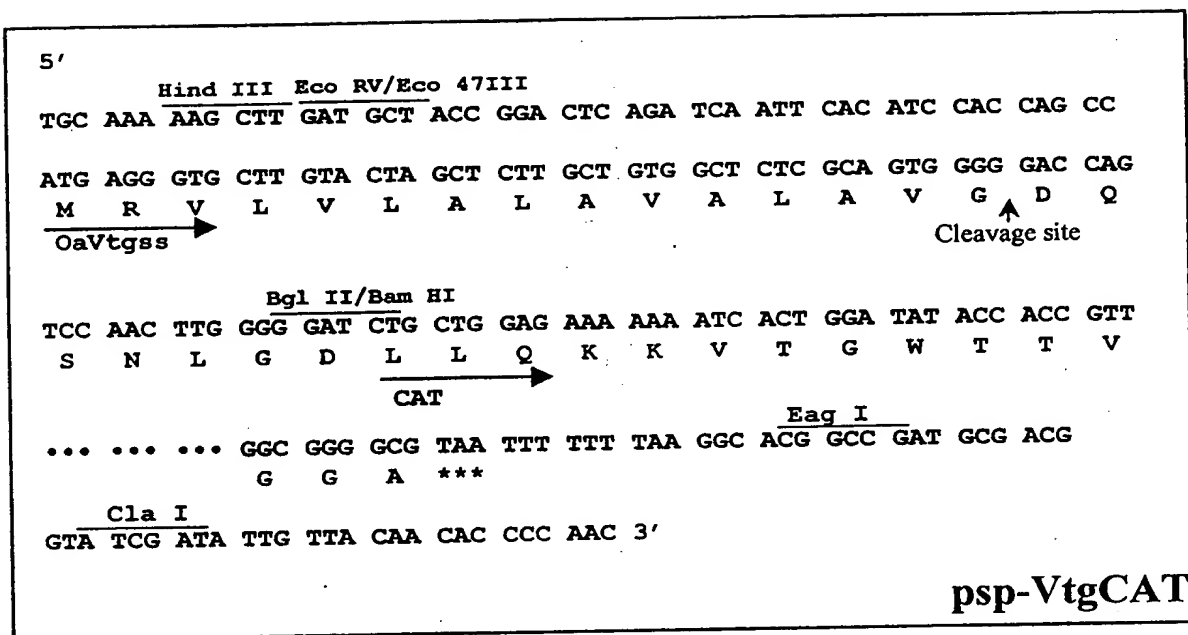 5'
Hind III Eco RV/Eco 47III
TGC AAA AAG CTT GAT GCT ACC GGA CTC AGA TCA ATT CAC ATC CAC CAG CC
ATG AGG GTG CTT GTA CTA GCT CTT GCT GTG GCT CTC GCA GTG GGG GAC CAG
M R V L V L A L A V A L A V G D Q
OaVtgss
Cleavage site
Bgl II/Bam HI
TCC AAC TTG GGG GATC CTG CTGG GAG AAA AAA ATC ACT GGA TAT ACC ACC GTT
S N L G D L L Q K K V T G W T T V
CAT
Eag I
••• ••• ••• GGC GGG GCG TAA TTT TTT TAA GGC ACGG GCCG GAT GCG ACG
G G A ***
Cla I
GTA TCG ATA TTG TTA CAA CAC CCC AAC 3'
psp-VtgCAT